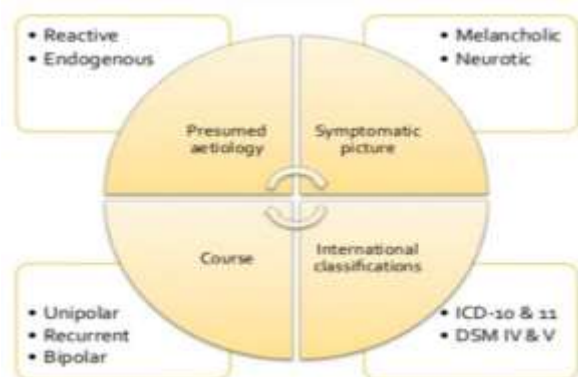 • Reactive
• Endogenous
• Melancholic
• Neurotic
Presumed
aetiology
Symptomatic
picture
Course
International
classifications
• Unipolar
• Recurrent
• Bipolar
• ICD-10 & 11
• DSM IV & V